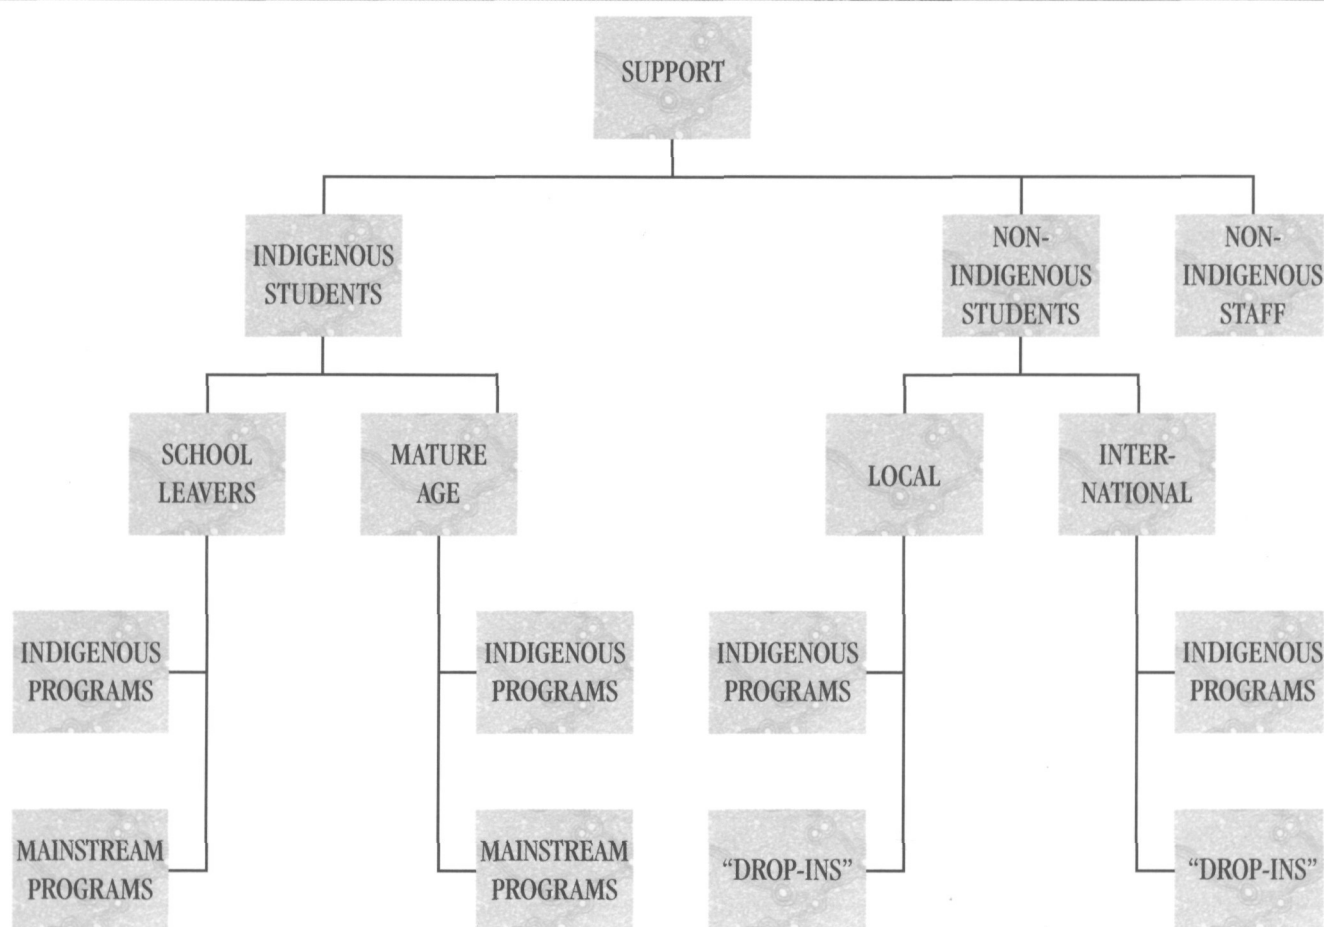 SUPPORT
INDIGENOUS
STUDENTS
NON-
INDIGENOUS
STUDENTS
NON-
INDIGENOUS
STAFF
SCHOOL
LEAVERS
MATURE
AGE
LOCAL
INTER-
NATIONAL
INDIGENOUS
PROGRAMS
INDIGENOUS
PROGRAMS
INDIGENOUS
PROGRAMS
INDIGENOUS
PROGRAMS
MAINSTREAM
PROGRAMS
MAINSTREAM
PROGRAMS
“DROP-INS”
“DROP-INS”